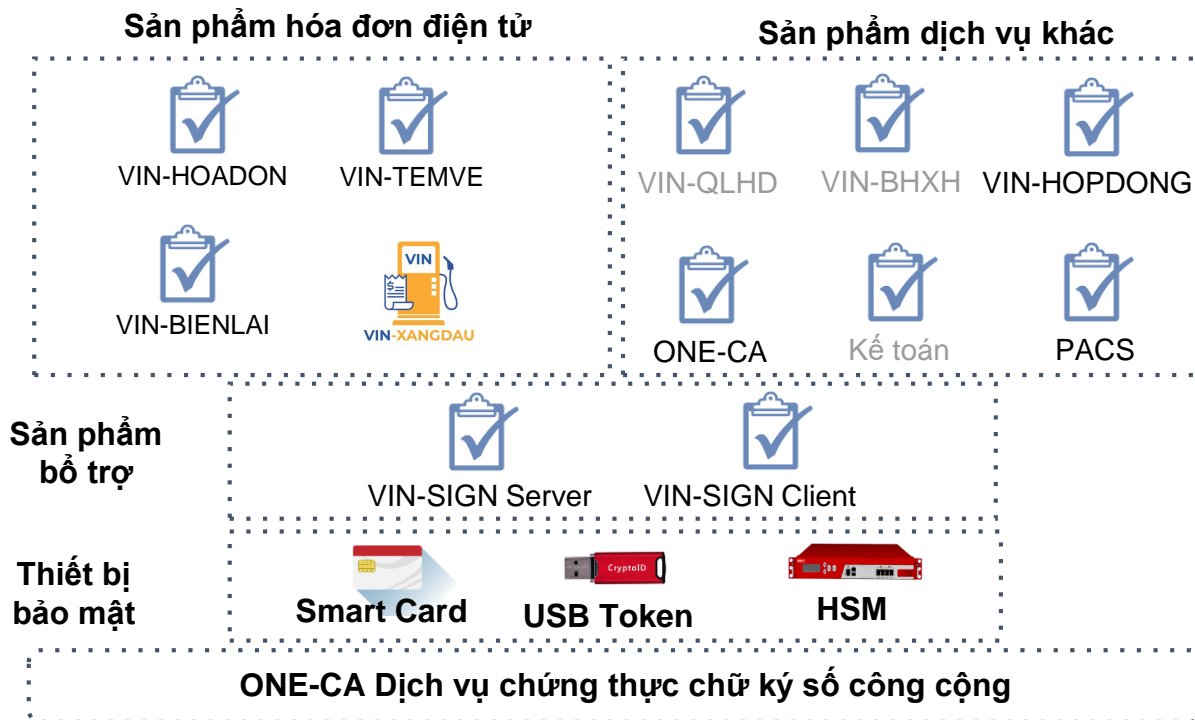 Sản phẩm hóa đơn điện tử
Sản phẩm dịch vụ khác
VIN-HOADON
VIN-TEMVE
VIN-QLHD
VIN-BHXH
VIN-HOPDONG
VIN
VIN-BIENLAI
VIN-XANGDAU
ONE-CA
Kế toán
PACS
Sản phẩm
bổ trợ
VIN-SIGN Server
VIN-SIGN Client
Thiết bị
bảo mật
CryptoID
Smart Card
USB Token
HSM
ONE-CA Dịch vụ chứng thực chữ ký số công cộng